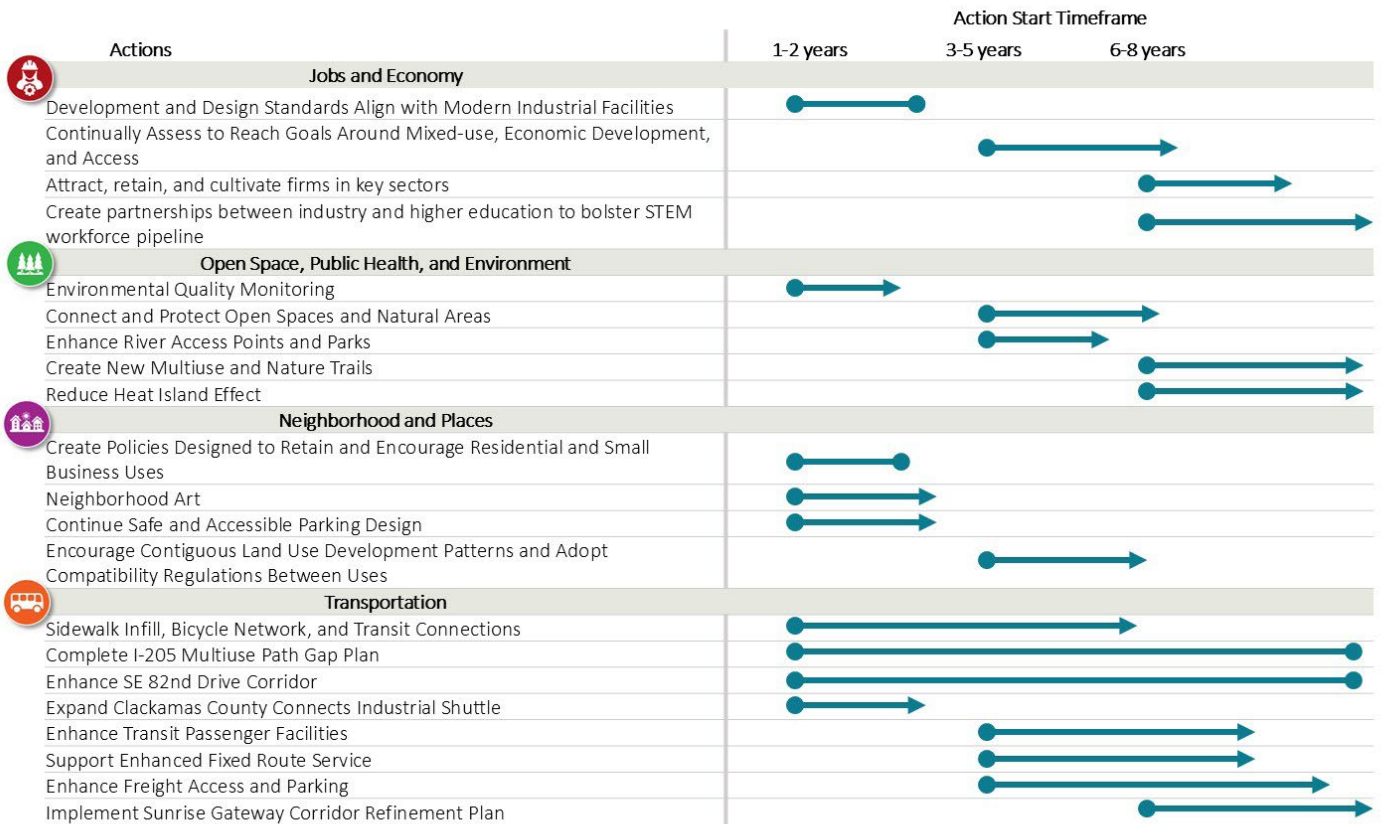 Action Start Timeframe
Actions 1-2 years 3-5 years 6-8 years
Jobs and Economy
Development and Design Standards Align with Modern Industrial Facilities
Continually Assess to Reach Goals Around Mixed-use, Economic Development,
and Access
Attract, retain, and cultivate firms in key sectors
Create partnerships between industry and higher education to bolster STEM
workforce pipeline
Open Space, Public Health, and Environment
Environmental Quality Monitoring
Connect and Protect Open Spaces and Natural Areas
Enhance River Access Points and Parks
Create New Multiuse and Nature Trails
Reduce Heat Island Effect
Neighborhood and Places
Create Policies Designed to Retain and Encourage Residential and Small
Business Uses
Neighborhood Art
Continue Safe and Accessible Parking Design
Encourage Contiguous Land Use Development Patterns and Adopt
Compatibility Regulations Between Uses
Transportation
Sidewalk Infill, Bicycle Network, and Transit Connections
Complete I-205 Multiuse Path Gap Plan
Enhance SE 82nd Drive Corridor
Expand Clackamas County Connects Industrial Shuttle
Enhance Transit Passenger Facilities
Support Enhanced Fixed Route Service
Enhance Freight Access and Parking
Implement Sunrise Gateway Corridor Refinement Plan